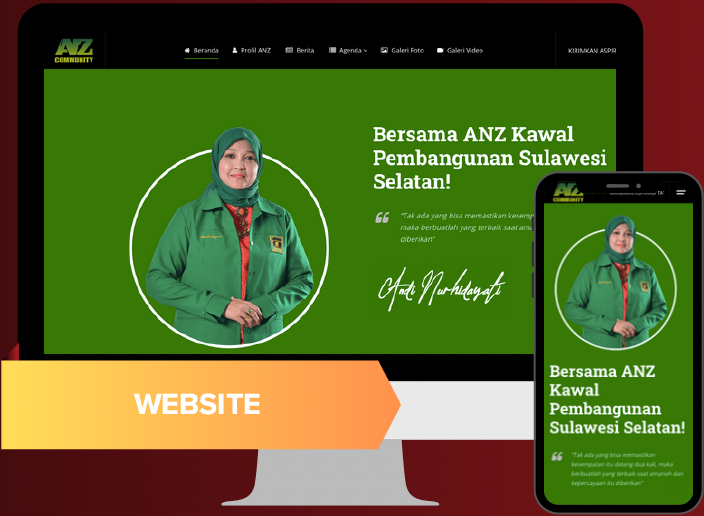 ANZ
COMMUNITY
Beranda Profil ANZ Berita Agenda Galeri Foto Galeri Video KIRIMKAN ASPIR
Bersama ANZ Kawal
Pembangunan Sulawesi
Selatan!
“Tak ada yang bisa memastikan kesemp
maka berbuatlah yang terbaik saat
diberikan”
Andi Nurhidayati
WEBSITE
ANZ
COMMUNITY
Bersama ANZ
Kawal
Pembangunan
Sulawesi Selatan!
“Tak ada yang bisa memastikan
kesempatan itu datang dua kali, maka
berbuatlah yang terbaik saat amanah dan
kepercayaan itu diberikan”